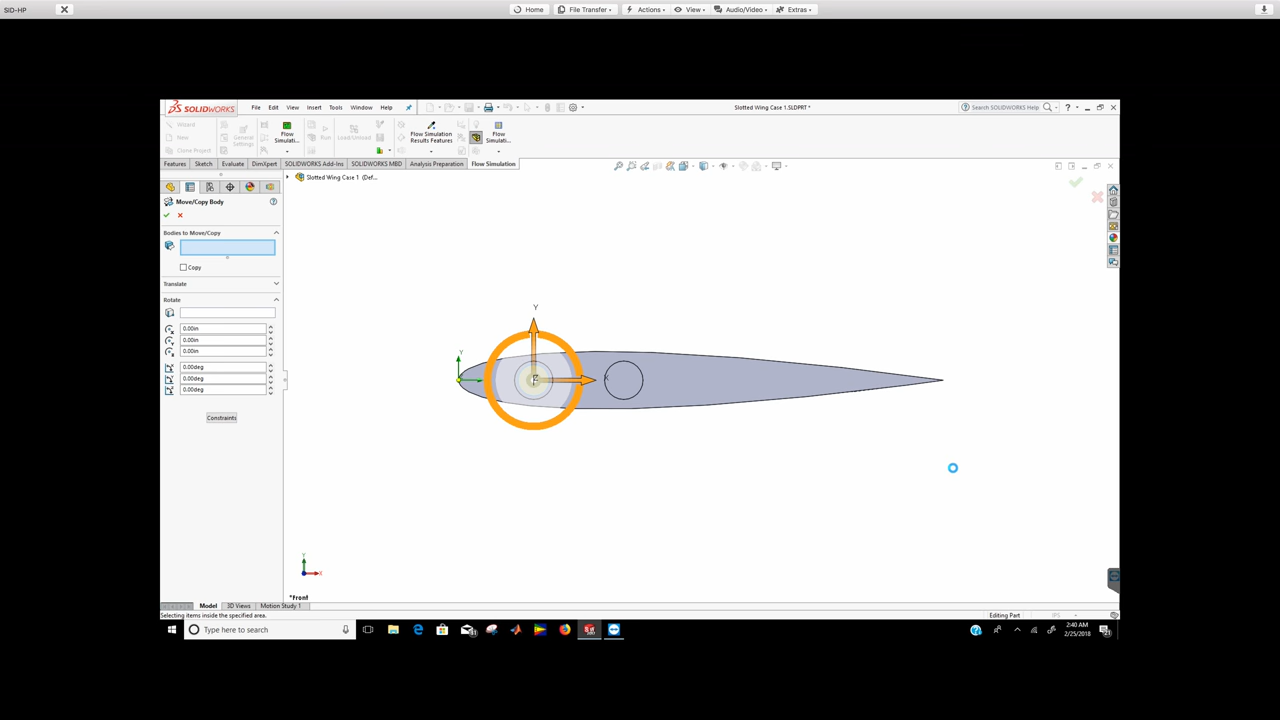 SID-HP
Home File Transfer Actions View Audio/Video Extras
SOLIDWORKS File Edit View Insert Tools Window Help Slotted Wing Case 1.SLDPRT * Search SOLIDWORKS Help ?
Wizard
New
Clone Project
General Settings
Flow Simulati...
Run
Load/Unload
Flow Simulation Results Features
Flow Simulati...
Features Sketch Evaluate DimXpert SOLIDWORKS Add-Ins SOLIDWORKS MBD Analysis Preparation Flow Simulation
Slotted Wing Case 1 (Def...
Move/Copy Body
Bodies to Move/Copy
Copy
Translate
Rotate
0.00in
0.00in
0.00in
0.00deg
0.00deg
0.00deg
Constraints
Y
Y
X
Y
X
*Front
Model 3D Views Motion Study 1
Selecting items inside the specified area. Editing Part IPS -
Type here to search
2:40 AM
2/25/2018